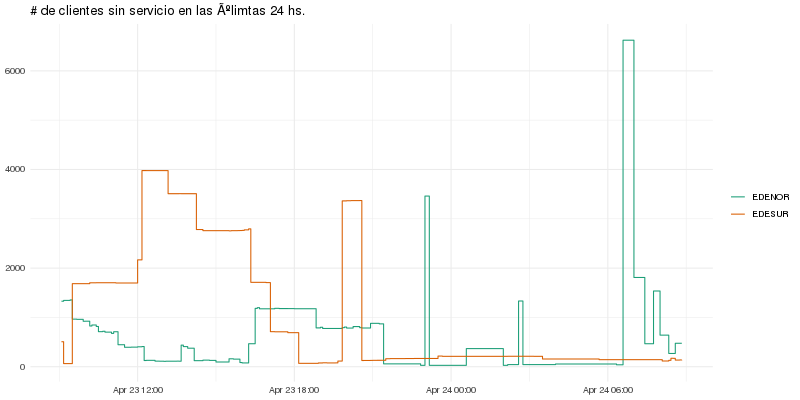 # de clientes sin servicio en las Ãºlimtas 24 hs.
6000
4000
2000
0
Apr 23 12:00
Apr 23 18:00
Apr 24 00:00
Apr 24 06:00
EDENOR
EDESUR